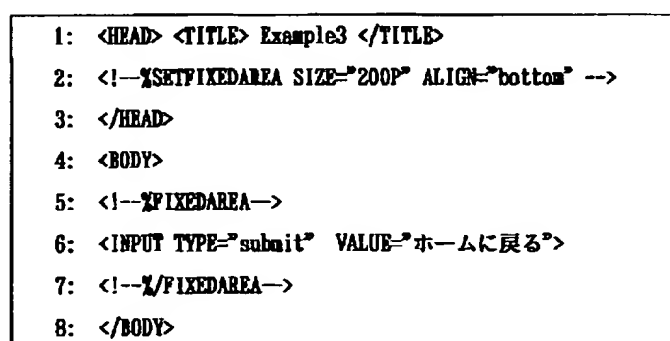 1: <HEAD> <TITLE> Example3 </TITLE>
2: <!--%SETFIXEDAREA SIZE="200P" ALIGN="bottom" -->
3: </HEAD>
4: <BODY>
5: <!--%FIXEDAREA-->
6: <INPUT TYPE="submit" VALUE="ホームに戻る">
7: <!--%/FIXEDAREA-->
8: </BODY>